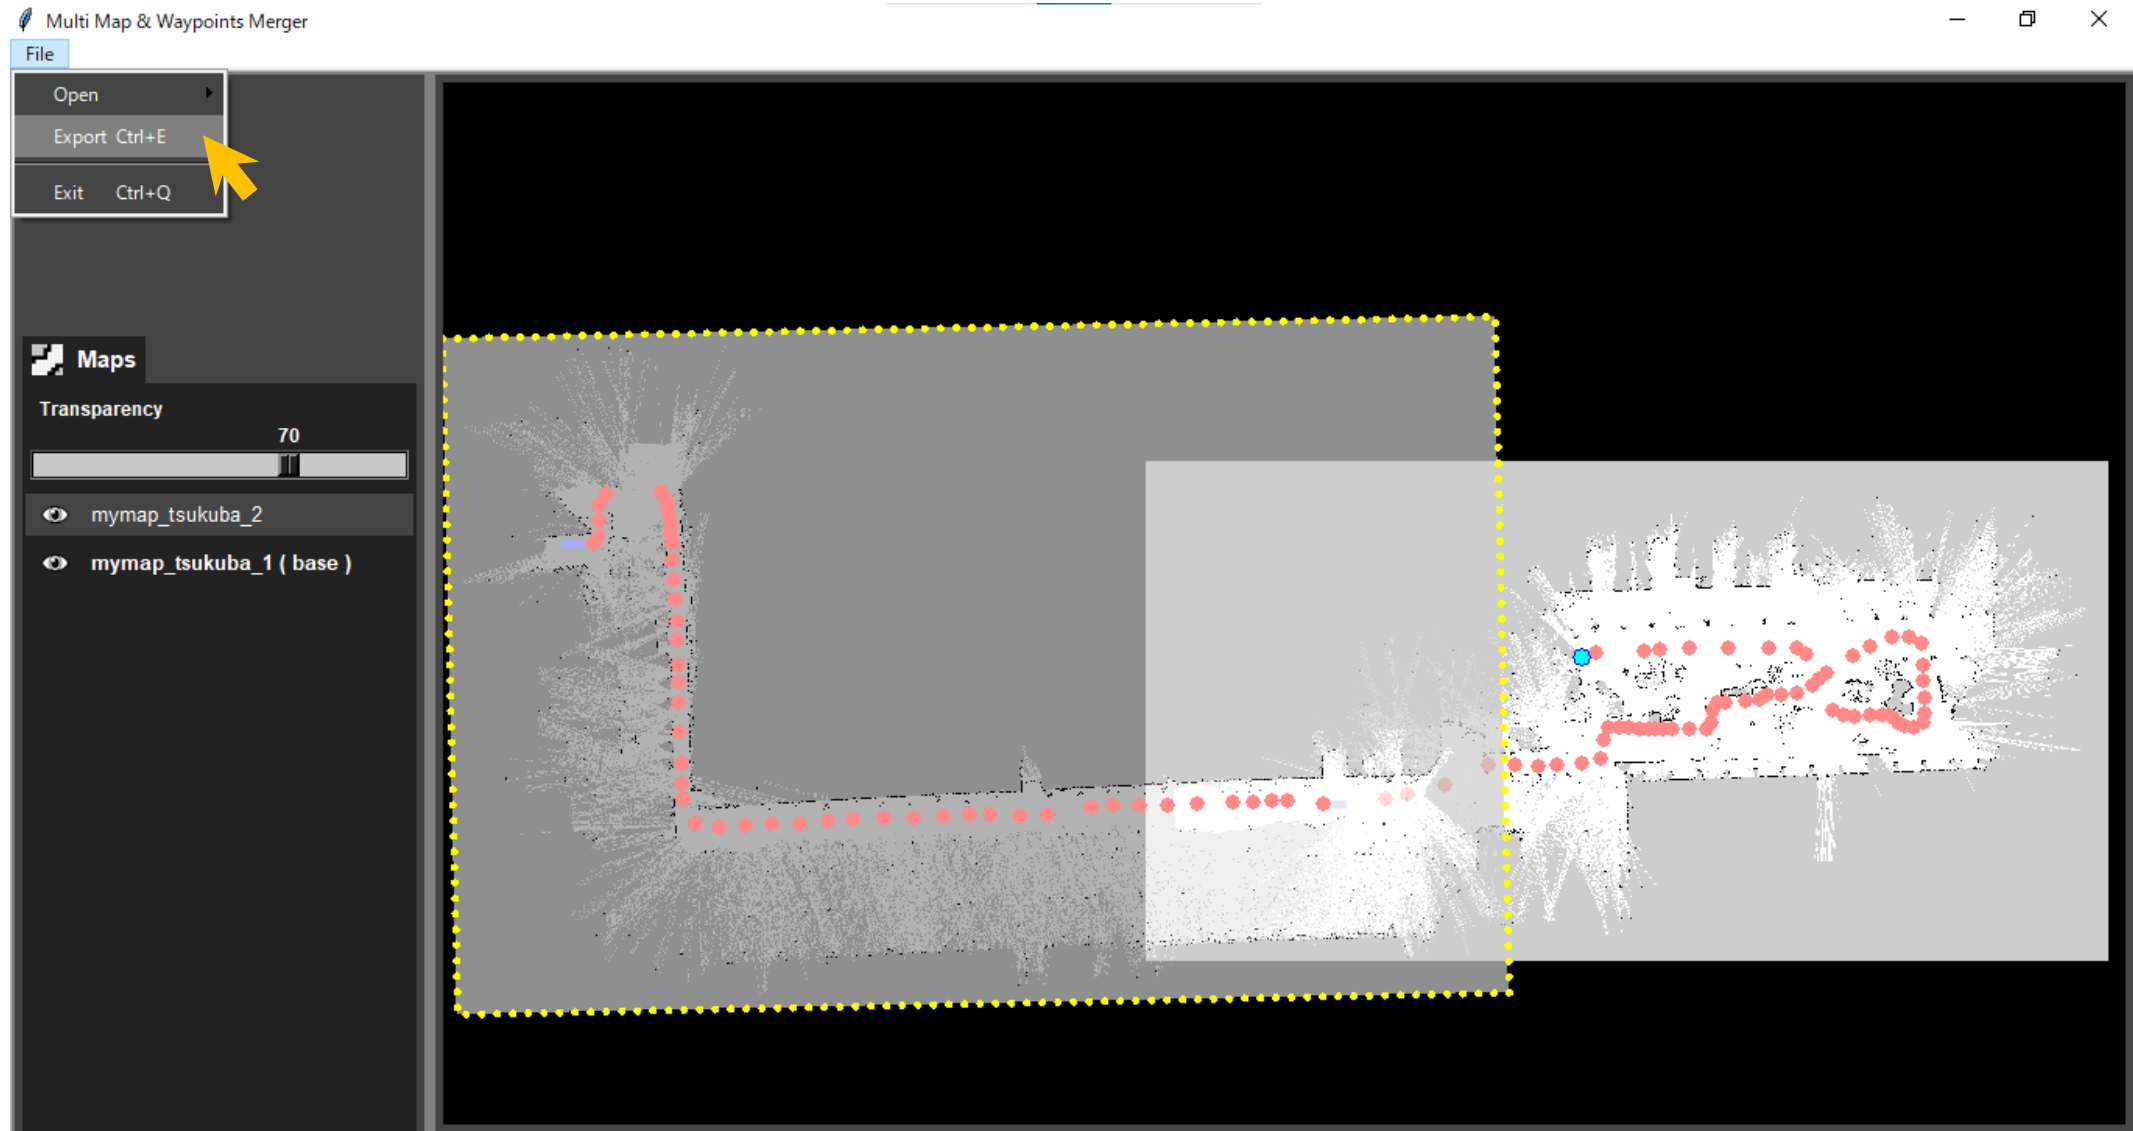 Multi Map & Waypoints Merger
File
Open
Export Ctrl+E
Exit Ctrl+Q
Maps
Transparency
70
mymap_tsukuba_2
mymap_tsukuba_1 ( base )